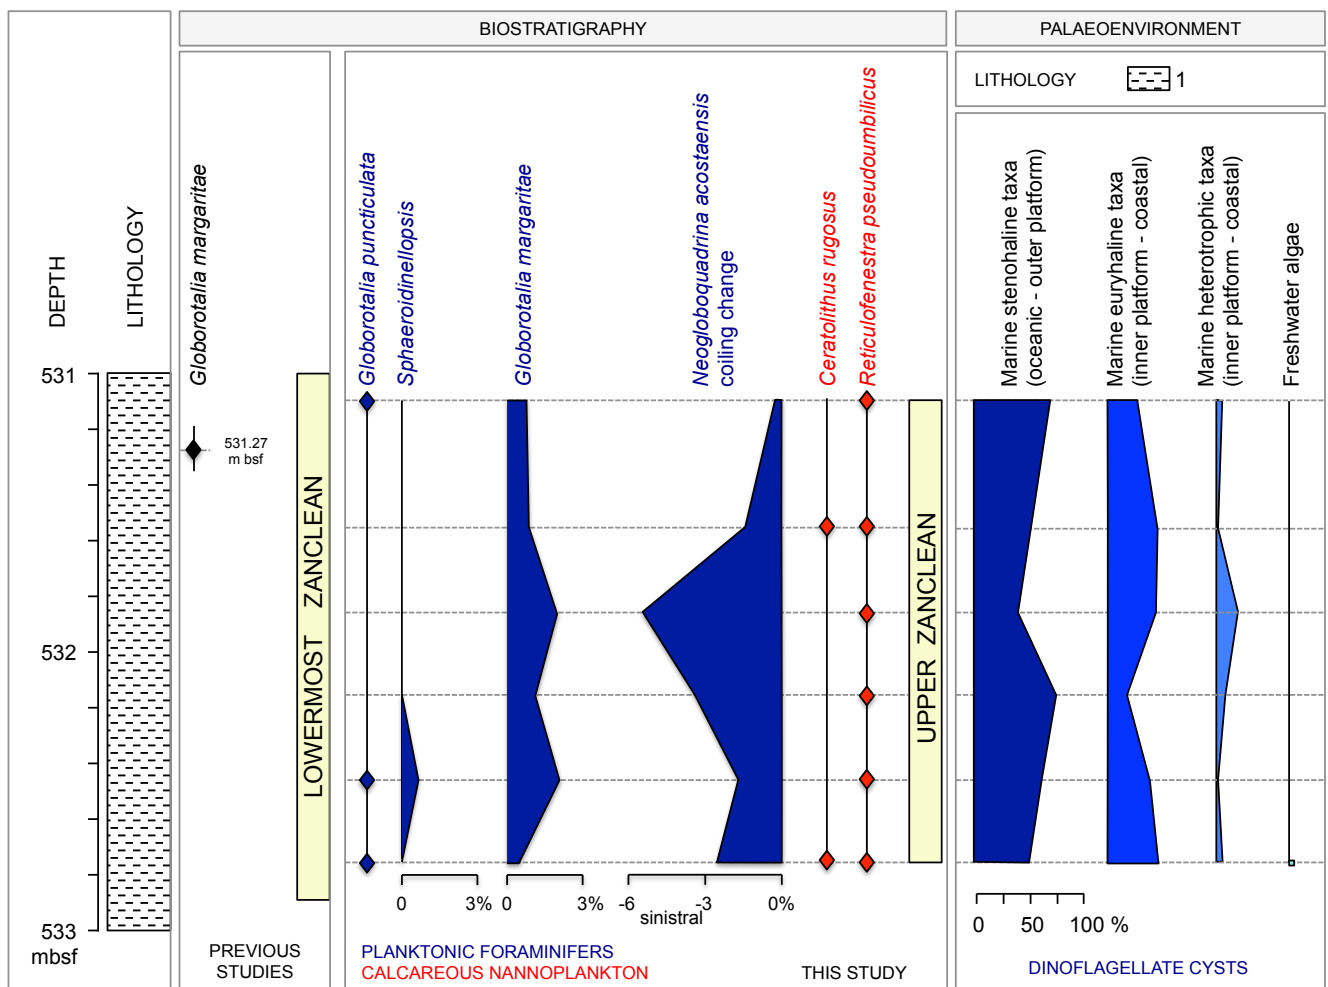 BIOSTRATIGRAPHY
PALAEOENVIRONMENT
LITHOLOGY
1
DEPTH
LITHOLOGY
Globorotalia margaritae
Globorotalia puncticulata
Sphaeroidinellopsis
Globorotalia margaritae
Neogloboquadrina acostaensis
coiling change
Ceratolithus rugosus
Reticulofenestra pseudoumbilicus
Marine stenohaline taxa
(oceanic - outer platform)
Marine euryhaline taxa
(inner platform - coastal)
Marine heterotrophic taxa
(inner platform - coastal)
Freshwater algae
531
532
533
mbsf
531.27
m bsf
LOWERMOST ZANCLEAN
UPPER ZANCLEAN
0 3% 0 3% -6 -3 0%
sinistral
0 50 100 %
PREVIOUS
STUDIES
PLANKTONIC FORAMINIFERS
CALCAREOUS NANNOPLANKTON
THIS STUDY
DINOFLAGELLATE CYSTS